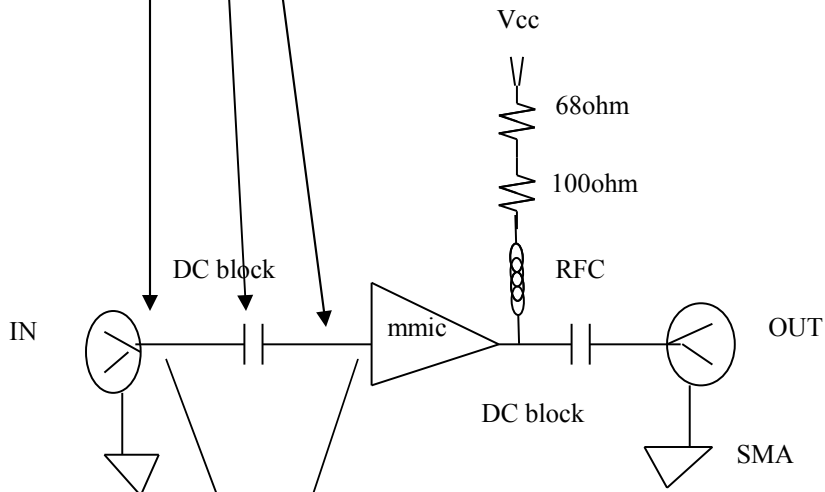 Vcc
68ohm
100ohm
DC block
RFC
IN
mmic
OUT
DC block
SMA